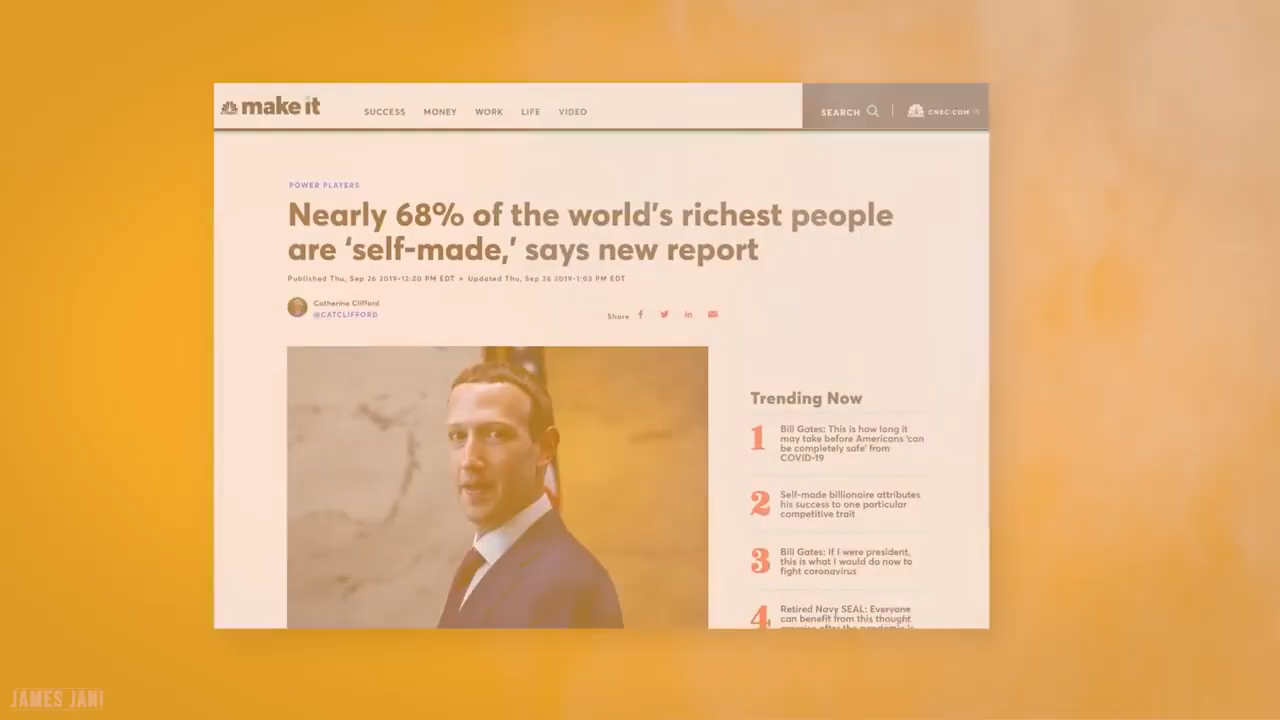 make it
SUCCESS MONEY WORK LIFE VIDEO
SEARCH
CNBC.COM
POWER PLAYERS
Nearly 68% of the world's richest people
are 'self-made,' says new report
Published Thu, Sep 26 2019•12:20 PM EDT • Updated Thu, Sep 26 2019•1:03 PM EDT
Catherine Clifford
@CATCLIFFORD
Share
Trending Now
1
Bill Gates: This is how long it
may take before Americans 'can
be completely safe' from
COVID-19
2
Self-made billionaire attributes
his success to one particular
competitive trait
3
Bill Gates: If I were president,
this is what I would do now to
fight coronavirus
4
Retired Navy SEAL: Everyone
can benefit from this thought
JAMES JANI